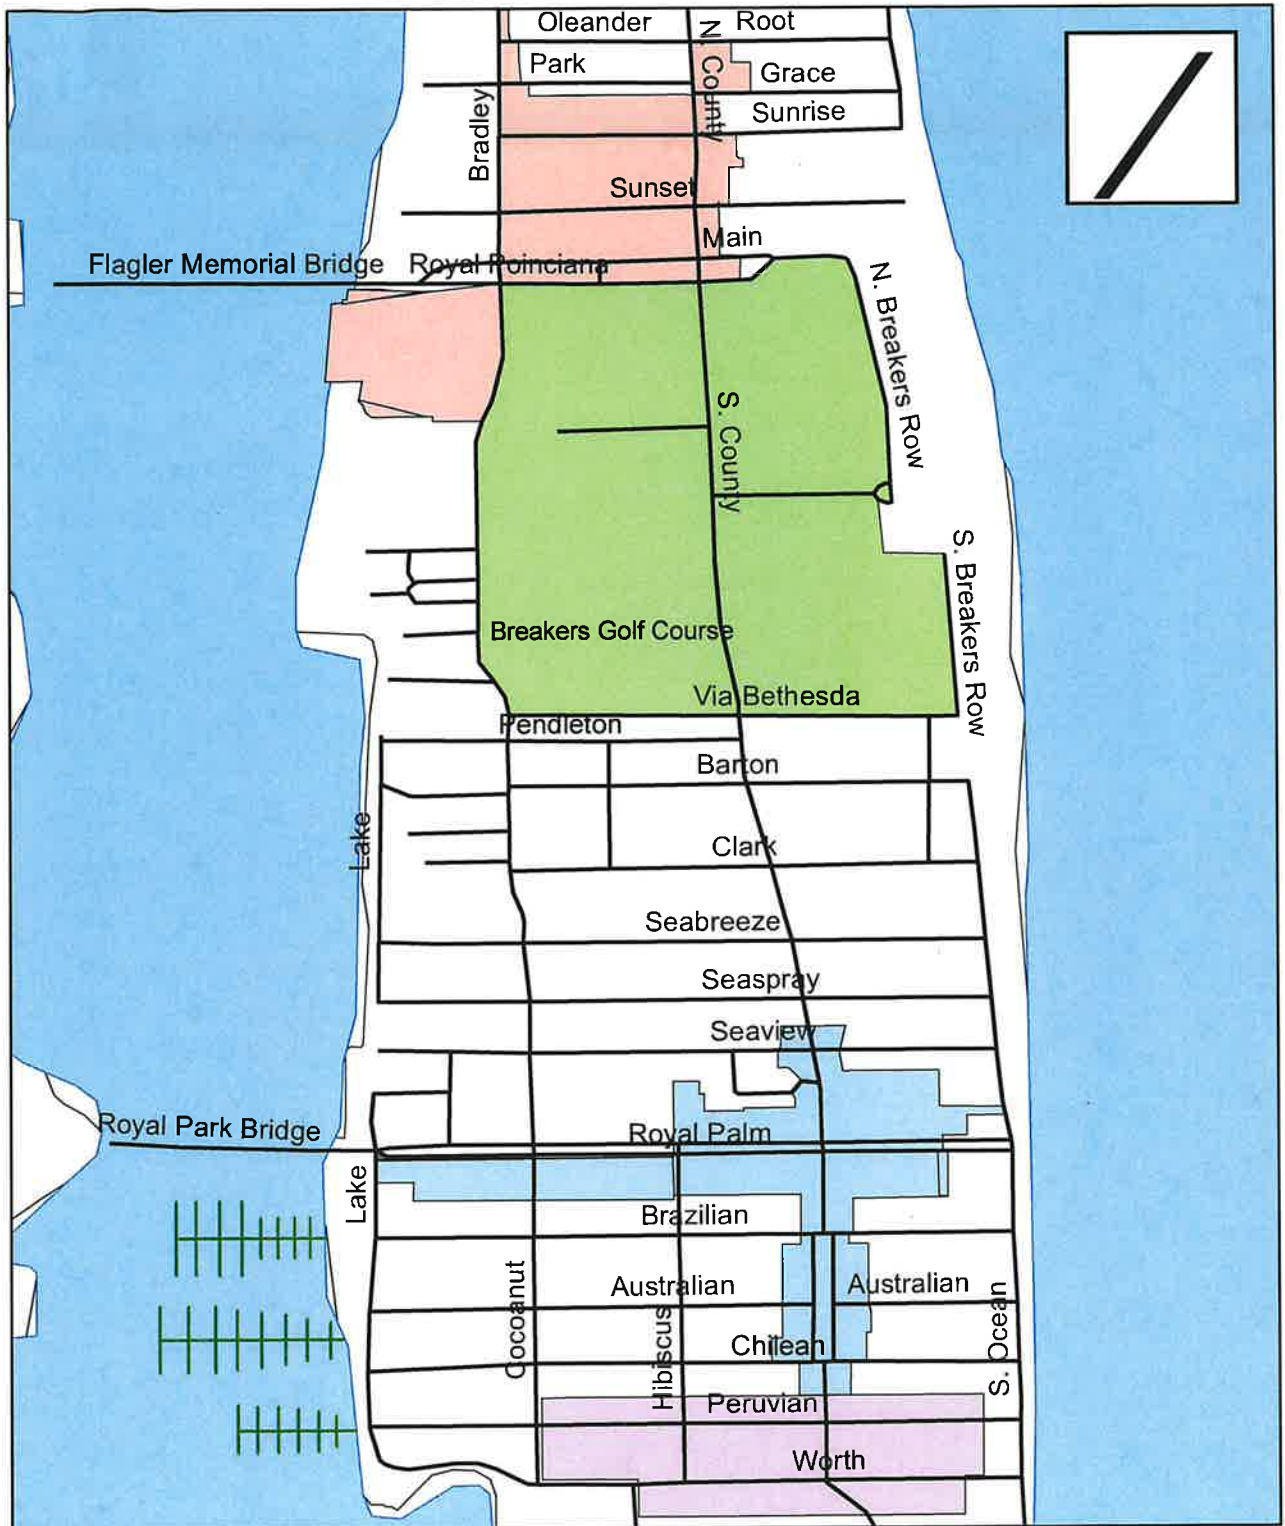 Oleander
Root
N. County
Park
Grace
Bradley
Sunrise
Sunset
Main
Flagler Memorial Bridge
Royal Poinciana
N. Breakers Row
S. County
S. Breakers Row
Breakers Golf Course
Via Bethesda
Pendleton
Barton
Lake
Clark
Seabreeze
Seaspray
Seaview
Royal Park Bridge
Royal Palm
Lake
Brazilian
Cocoanut
Australian
Australian
Hibiscus
S. Ocean
Chilean
Peruvian
Worth